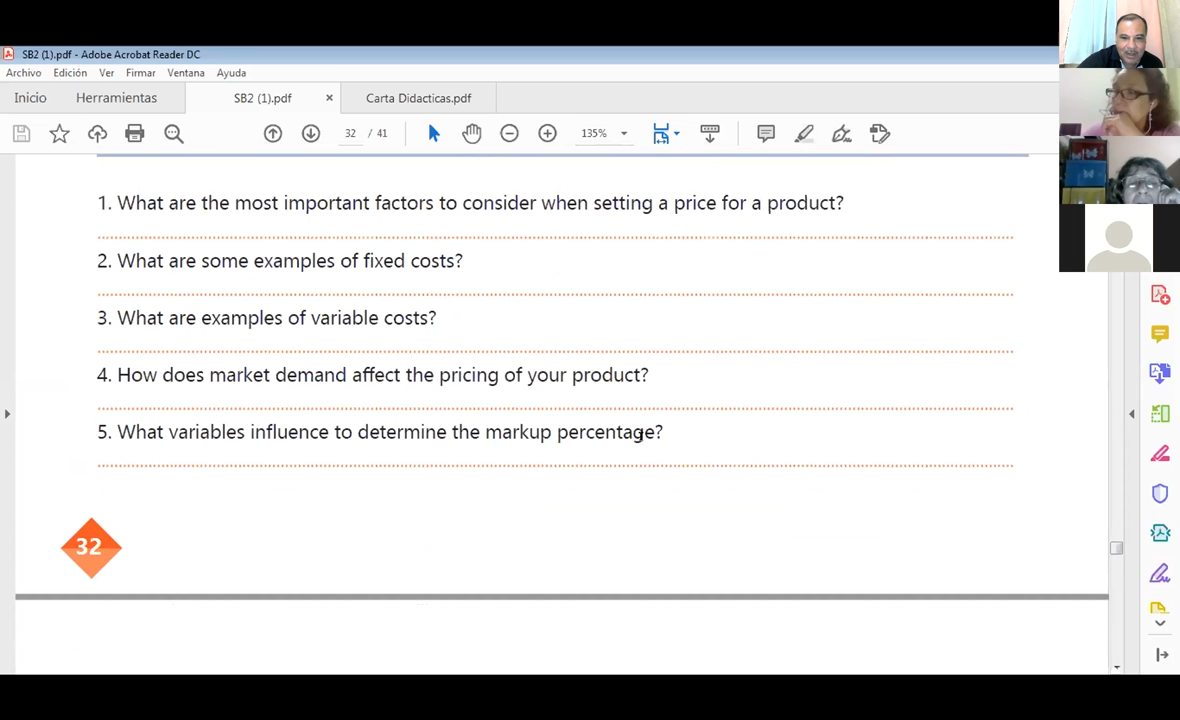 SB2 (1).pdf - Adobe Acrobat Reader DC
Archivo Edición Ver Firmar Ventana Ayuda
Inicio Herramientas SB2 (1).pdf × Carta Didacticas.pdf
32 / 41 135%
1. What are the most important factors to consider when setting a price for a product?
2. What are some examples of fixed costs?
3. What are examples of variable costs?
4. How does market demand affect the pricing of your product?
5. What variables influence to determine the markup percentage?
32